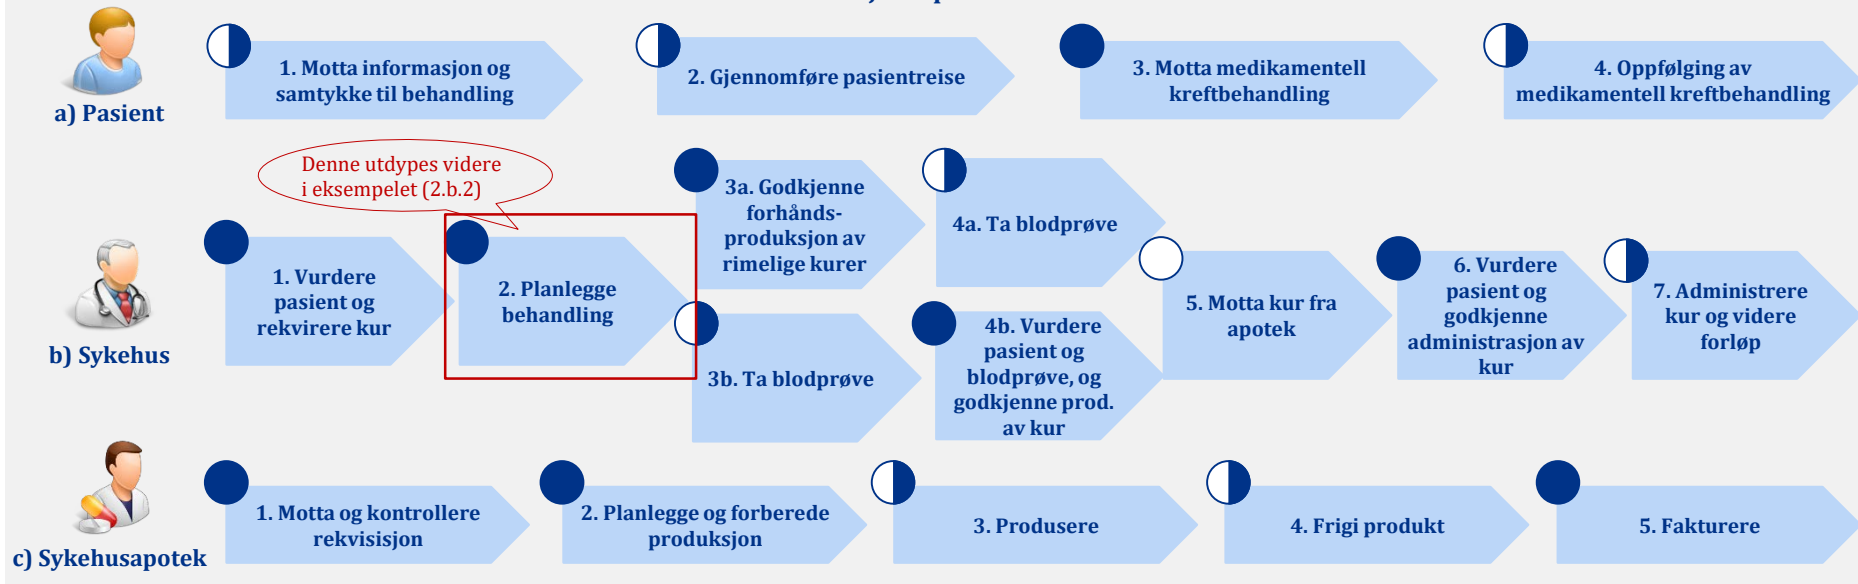 1. Motta informasjon og
samtykke til behandling
2. Gjennomføre pasientreise
3. Motta medikamentell
kreftbehandling
4. Oppfølging av
medikamentell kreftbehandling
a) Pasient
Denne utdypes videre
i eksempelet (2.b.2)
1. Vurdere
pasient og
rekvirere kur
2. Planlegge
behandling
3a. Godkjenne
forhånds-
produksjon av
rimelige kurer
4a. Ta blodprøve
3b. Ta blodprøve
4b. Vurdere
pasient og
blodprøve, og
godkjenne prod.
av kur
5. Motta kur fra
apotek
6. Vurdere
pasient og
godkjenne
administrasjon av
kur
7. Administrere
kur og videre
forløp
b) Sykehus
1. Motta og kontrollere
rekvisisjon
2. Planlegge og forberede
produksjon
3. Produsere
4. Frigi produkt
5. Fakturere
c) Sykehusapotek